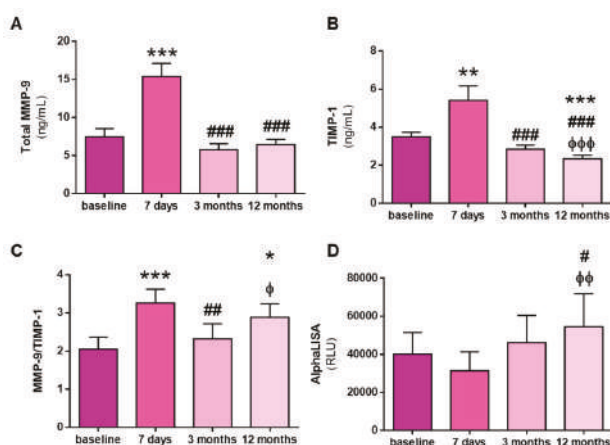 A
Total MMP-9
(ng/mL)
20
15
10
5
0
***
###
###
baseline
7 days
3 months
12 months
B
TIMP-1
(ng/mL)
6
4
2
0
**
###
***
###
ϕϕϕ
baseline
7 days
3 months
12 months
C
MMP-9/TIMP-1
4
3
2
1
0
***
##
*
ϕ
baseline
7 days
3 months
12 months
D
AlphaLISA
(RLU)
80000
60000
40000
20000
0
#
ϕϕ
baseline
7 days
3 months
12 months